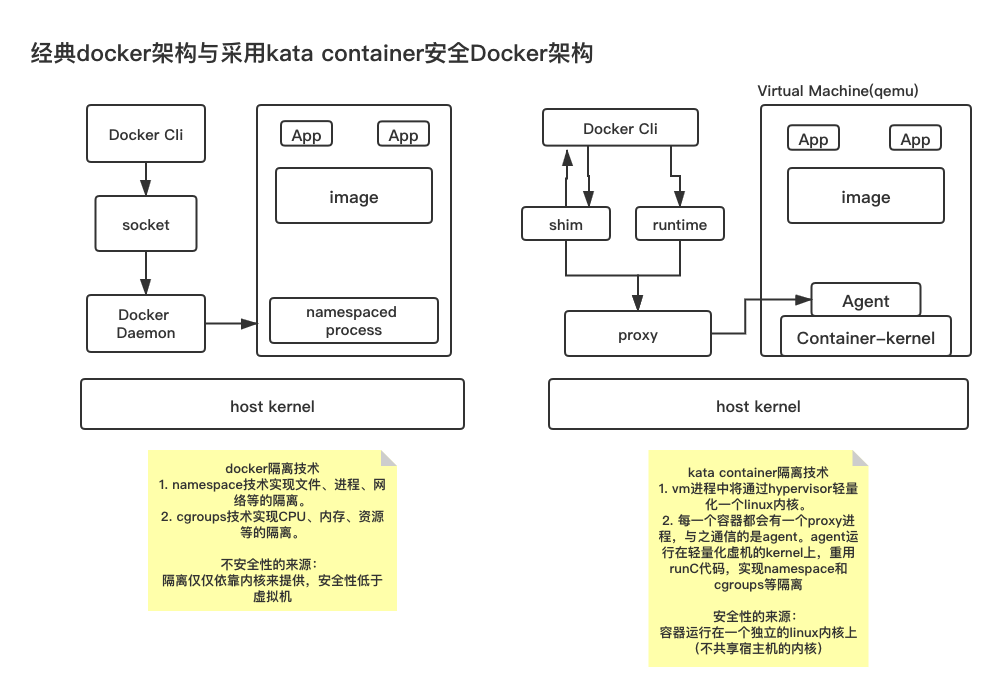 经典docker架构与采用kata container安全Docker架构
Docker Cli
socket
Docker
Daemon
App
App
image
namespaced
process
host kernel
docker隔离技术
1. namespace技术实现文件、进程、网
络等的隔离。
2. cgroups技术实现CPU、内存、资源
等的隔离。
不安全性的来源：
隔离仅仅依靠内核来提供，安全性低于
虚拟机
Virtual Machine(qemu)
Docker Cli
shim
runtime
proxy
App
App
image
Agent
Container-kernel
host kernel
kata container隔离技术
1. vm进程中将通过hypervisor轻量
化一个linux内核。
2. 每一个容器都会有一个proxy进
程，与之通信的是agent。agent运
行在轻量化虚机的kernel上，重用
runC代码，实现namespace和
cgroups等隔离
安全性的来源：
容器运行在一个独立的linux内核上
（不共享宿主机的内核）